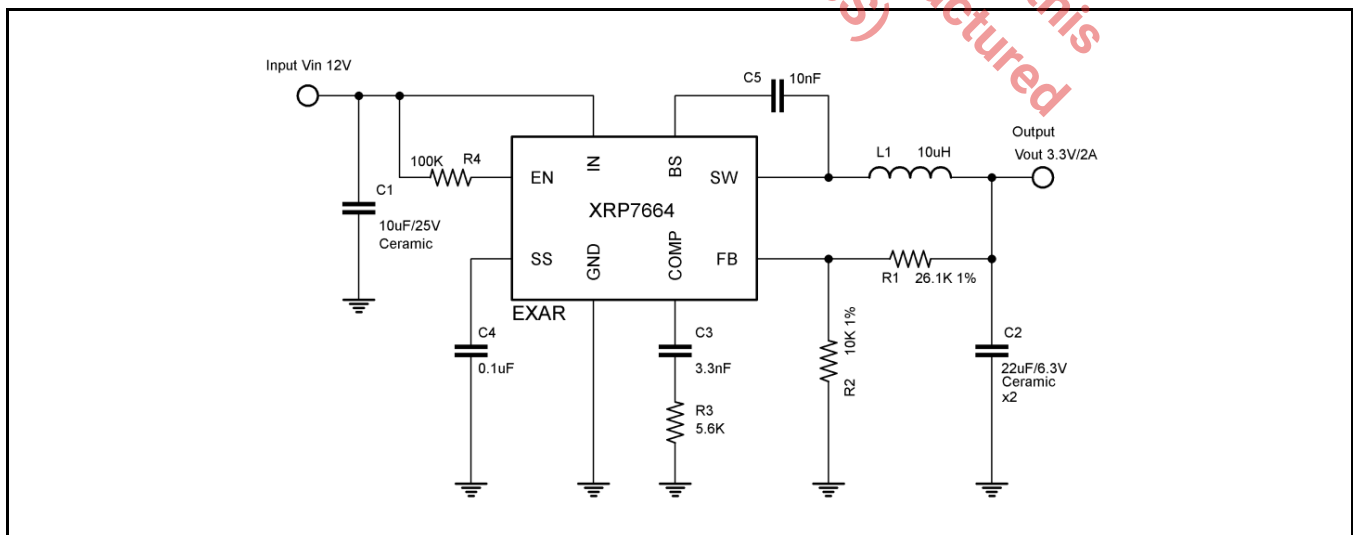 this
S)
actured
Input Vin 12V
C5 10nF
Output
Vout 3.3V/2A
L1 10uH
100K R4
EN
IN
BS
SW
C1
10uF/25V
Ceramic
XRP7664
SS
GND
COMP
FB
R1 26.1K 1%
EXAR
C4
0.1uF
C3
3.3nF
R2 10K 1%
C2
22uF/6.3V
Ceramic
x2
R3
5.6K